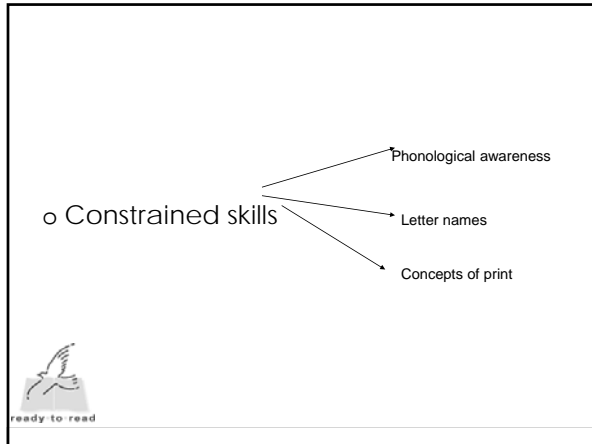 Phonological awareness
o Constrained skills
Letter names
Concepts of print
ready·to·read